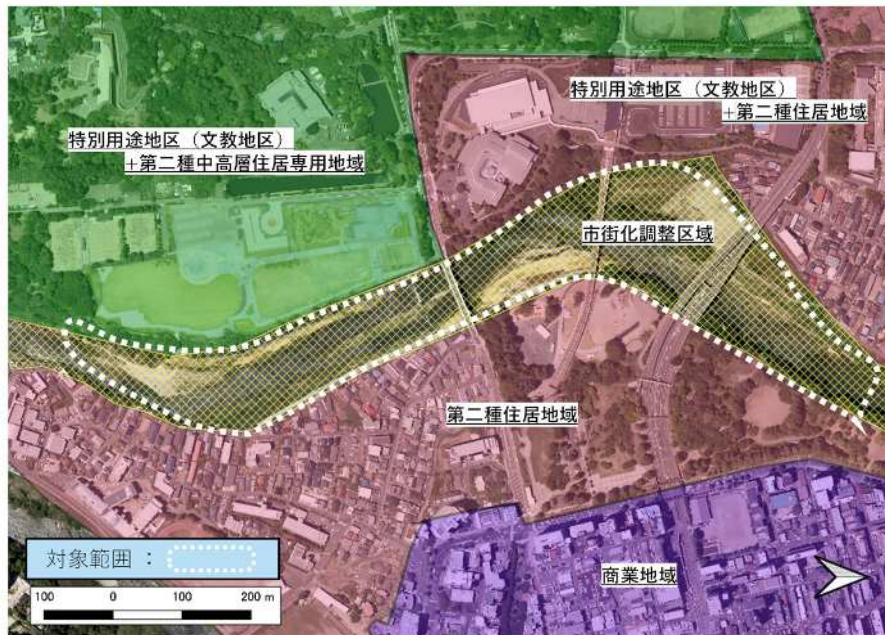 特別用途地区（文教地区）
+第二種住居地域
特別用途地区（文教地区）
+第二種中高層住居専用地域
市街化調整区域
第二種住居地域
商業地域
対象範囲 ：
100 0 100 200 m